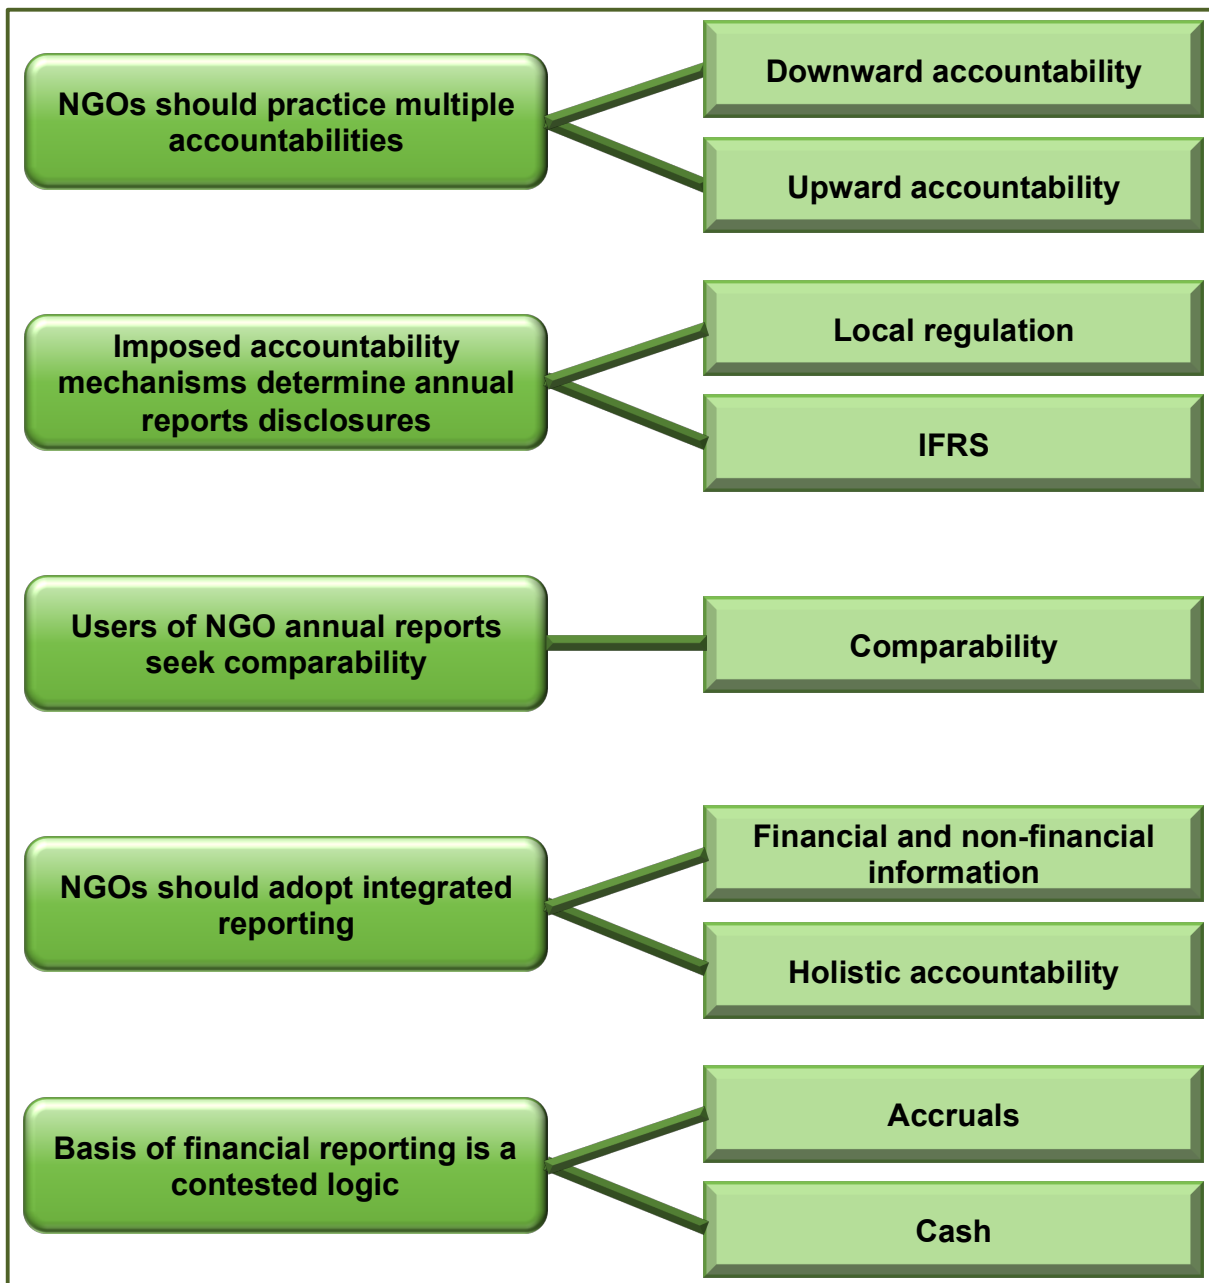 NGOs should practice multiple
accountabilities
Downward accountability
Upward accountability
Imposed accountability
mechanisms determine annual
reports disclosures
Local regulation
IFRS
Users of NGO annual reports
seek comparability
Comparability
NGOs should adopt integrated
reporting
Financial and non-financial
information
Holistic accountability
Basis of financial reporting is a
contested logic
Accruals
Cash